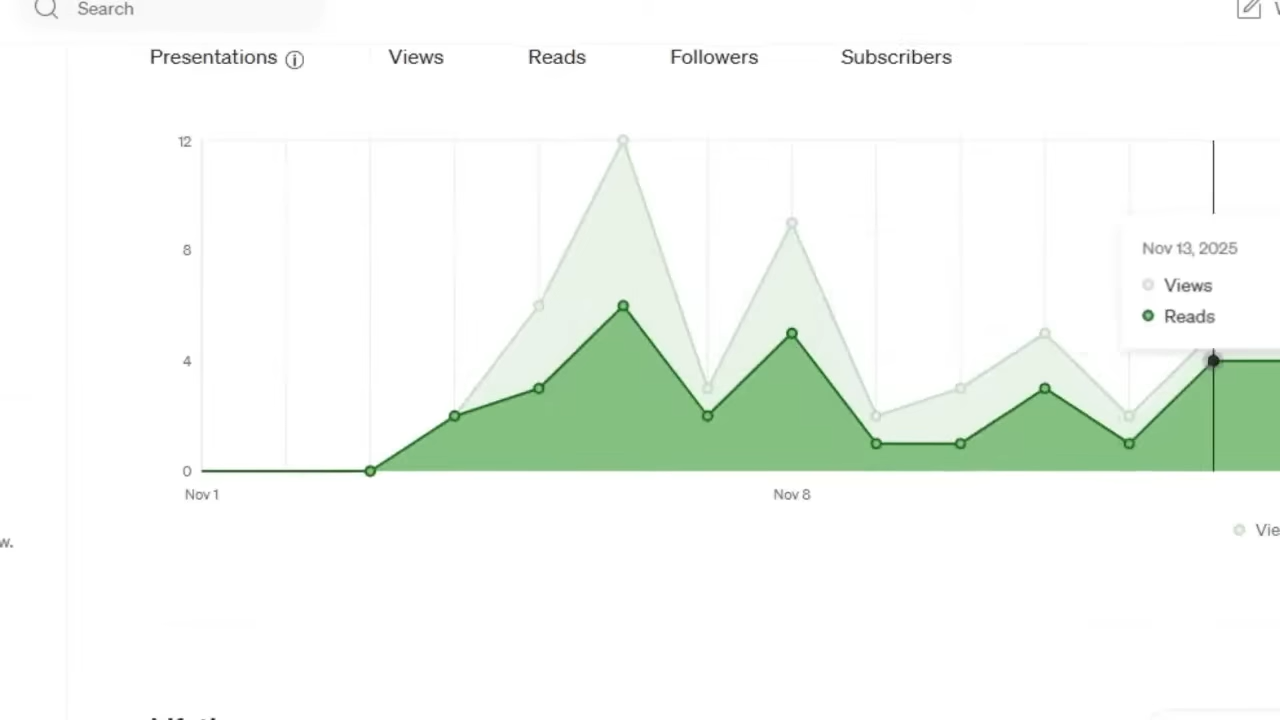 Search
Presentations Views Reads Followers Subscribers
12
8
4
0
Nov 13, 2025
Views
Reads
Nov 1 Nov 8
Vie
w.